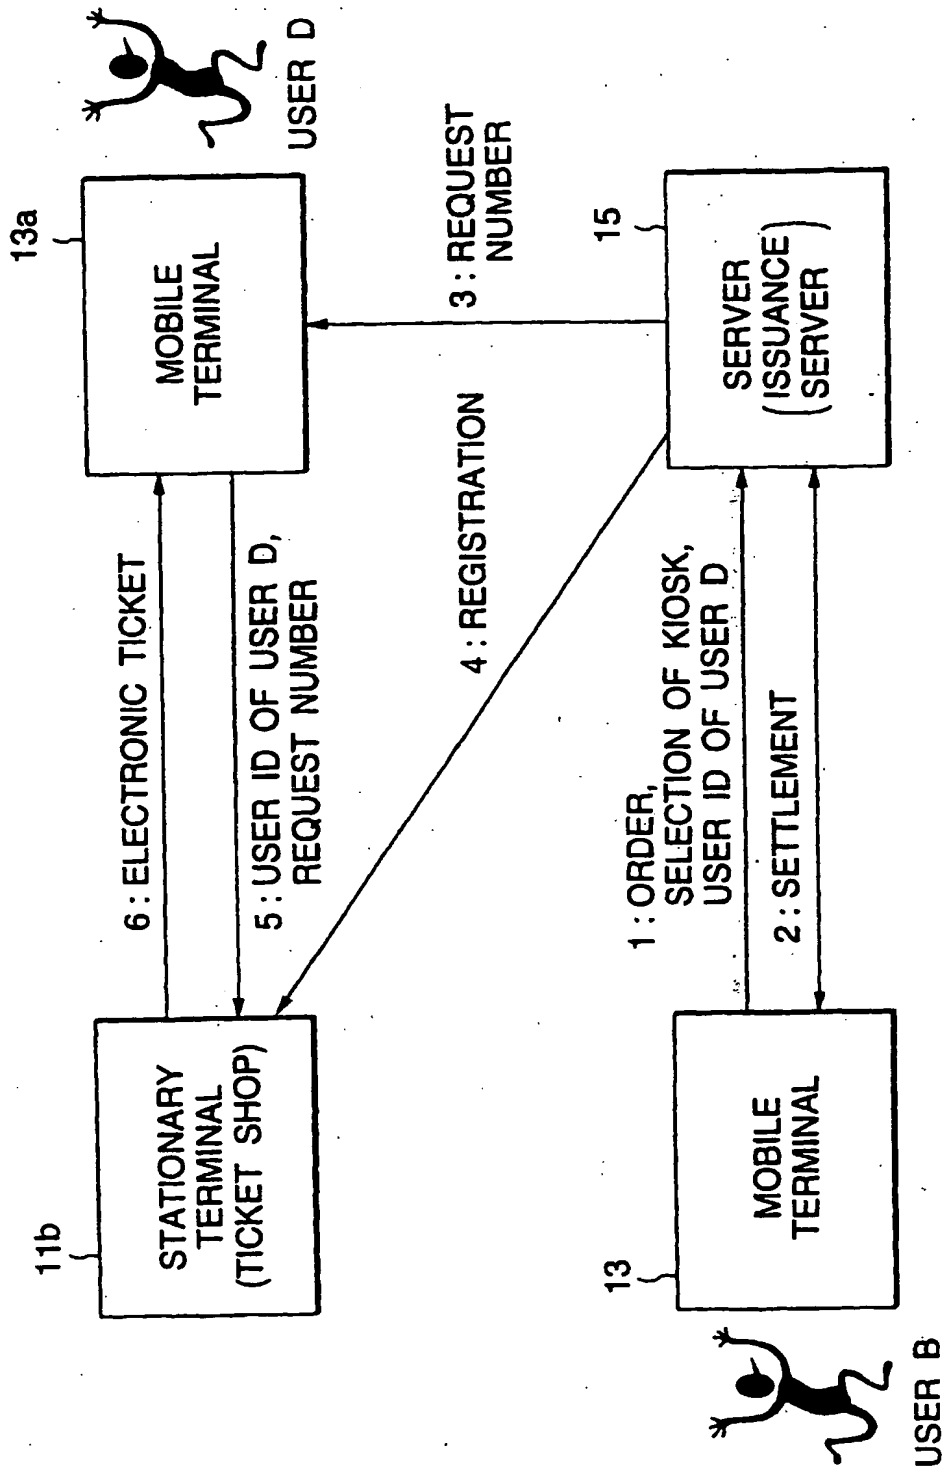 11b
STATIONARY
TERMINAL
(TICKET SHOP)
6 : ELECTRONIC TICKET
5 : USER ID OF USER D,
REQUEST NUMBER
13a
MOBILE
TERMINAL
USER D
4 : REGISTRATION
3 : REQUEST
NUMBER
13
MOBILE
TERMINAL
USER B
1 : ORDER,
SELECTION OF KIOSK,
USER ID OF USER D
2 : SETTLEMENT
15
SERVER
(ISSUANCE
SERVER)